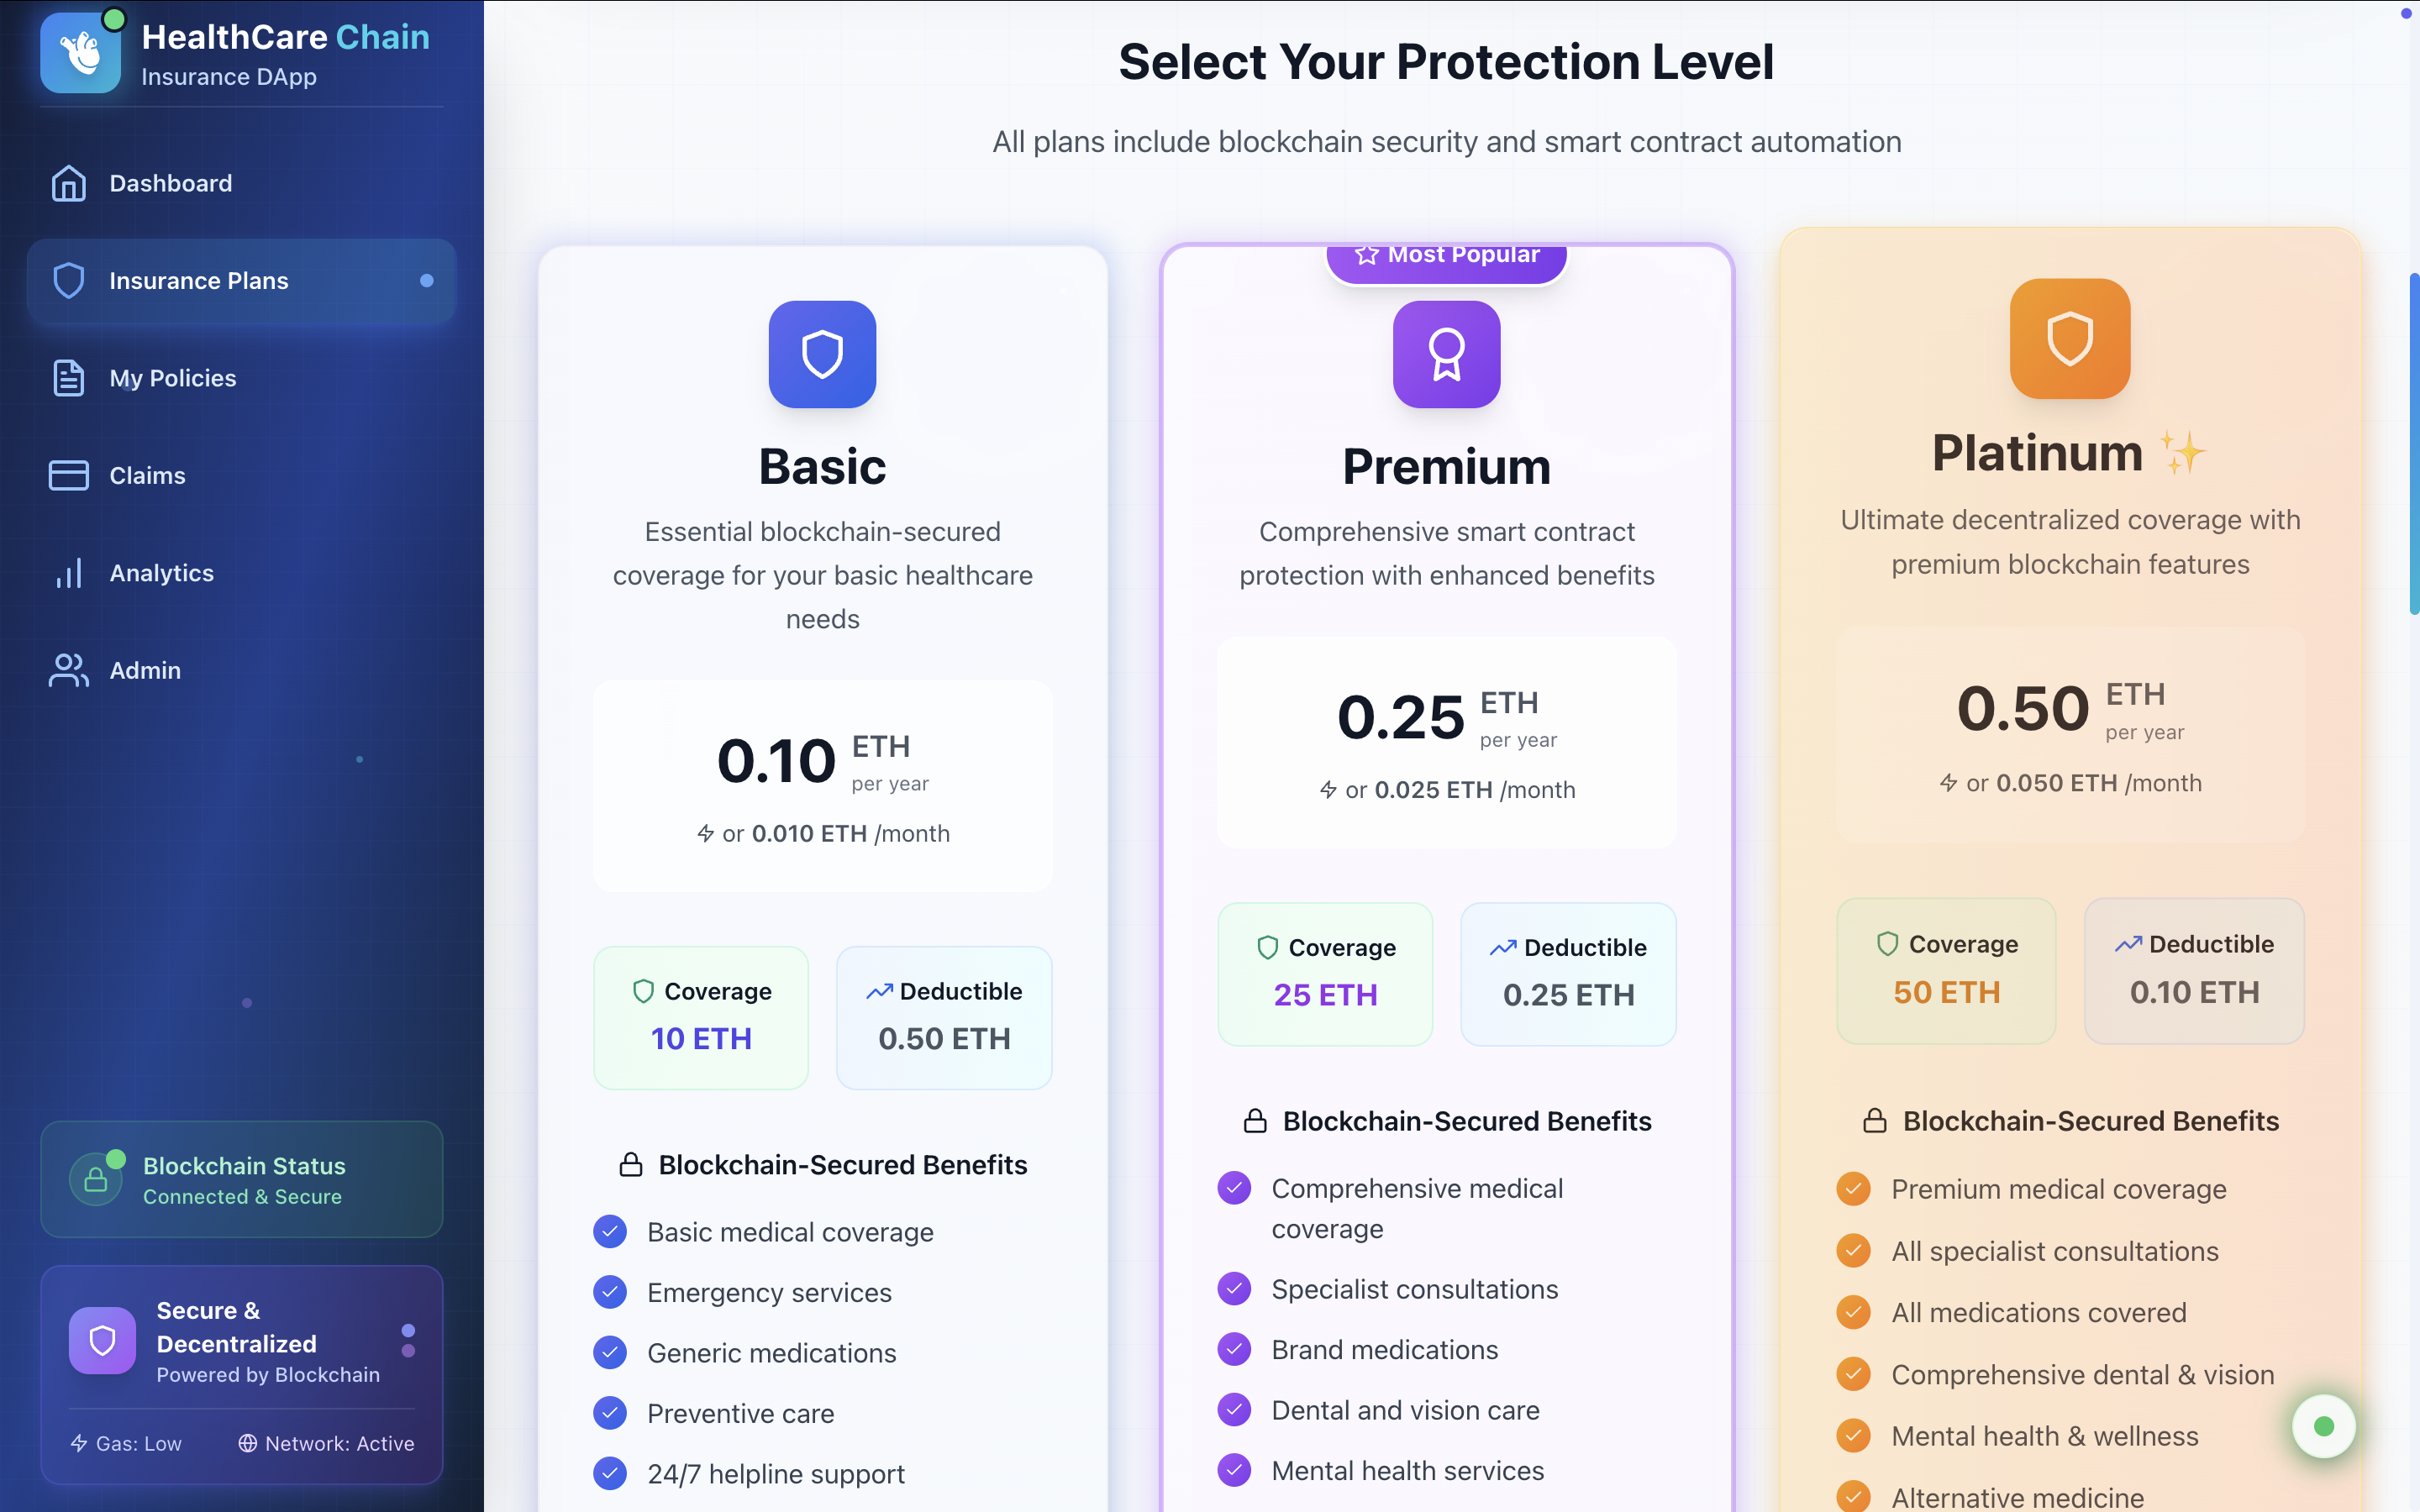 HealthCare Chain
Insurance DApp
Dashboard
Insurance Plans
My Policies
Claims
Analytics
Admin
Blockchain Status
Connected & Secure
Secure &
Decentralized
Powered by Blockchain
Gas: Low
Network: Active
Select Your Protection Level
All plans include blockchain security and smart contract automation
Basic
Essential blockchain-secured
coverage for your basic healthcare
needs
0.10 ETH
per year
or 0.010 ETH /month
Coverage
10 ETH
Deductible
0.50 ETH
Blockchain-Secured Benefits
Basic medical coverage
Emergency services
Generic medications
Preventive care
24/7 helpline support
Most Popular
Premium
Comprehensive smart contract
protection with enhanced benefits
0.25 ETH
per year
or 0.025 ETH /month
Coverage
25 ETH
Deductible
0.25 ETH
Blockchain-Secured Benefits
Comprehensive medical
coverage
Specialist consultations
Brand medications
Dental and vision care
Mental health services
Platinum ✨
Ultimate decentralized coverage with
premium blockchain features
0.50 ETH
per year
or 0.050 ETH /month
Coverage
50 ETH
Deductible
0.10 ETH
Blockchain-Secured Benefits
Premium medical coverage
All specialist consultations
All medications covered
Comprehensive dental & vision
Mental health & wellness
Alternative medicine